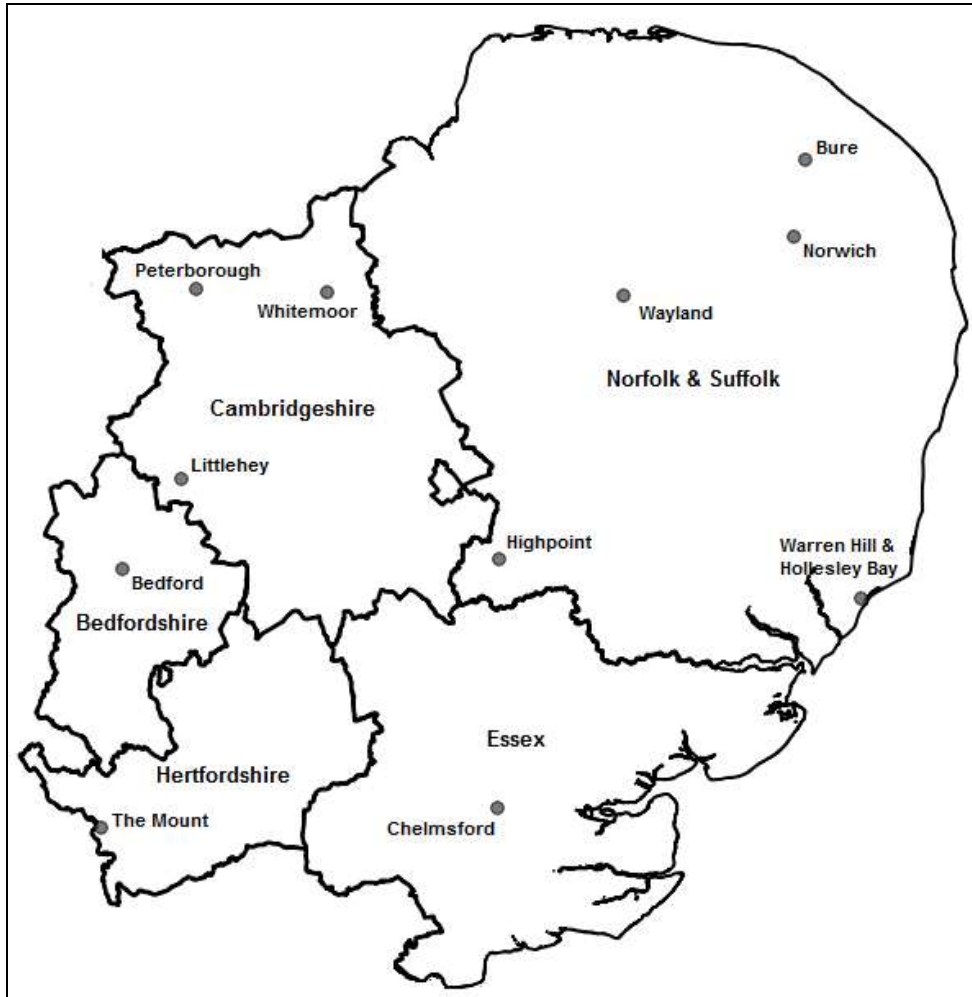 Bure
Norwich
Peterborough
Whitemoor
Wayland
Norfolk & Suffolk
Cambridgeshire
Littlehey
Highpoint
Warren Hill &
Hollesley Bay
Bedford
Bedfordshire
Essex
Hertfordshire
The Mount
Chelmsford